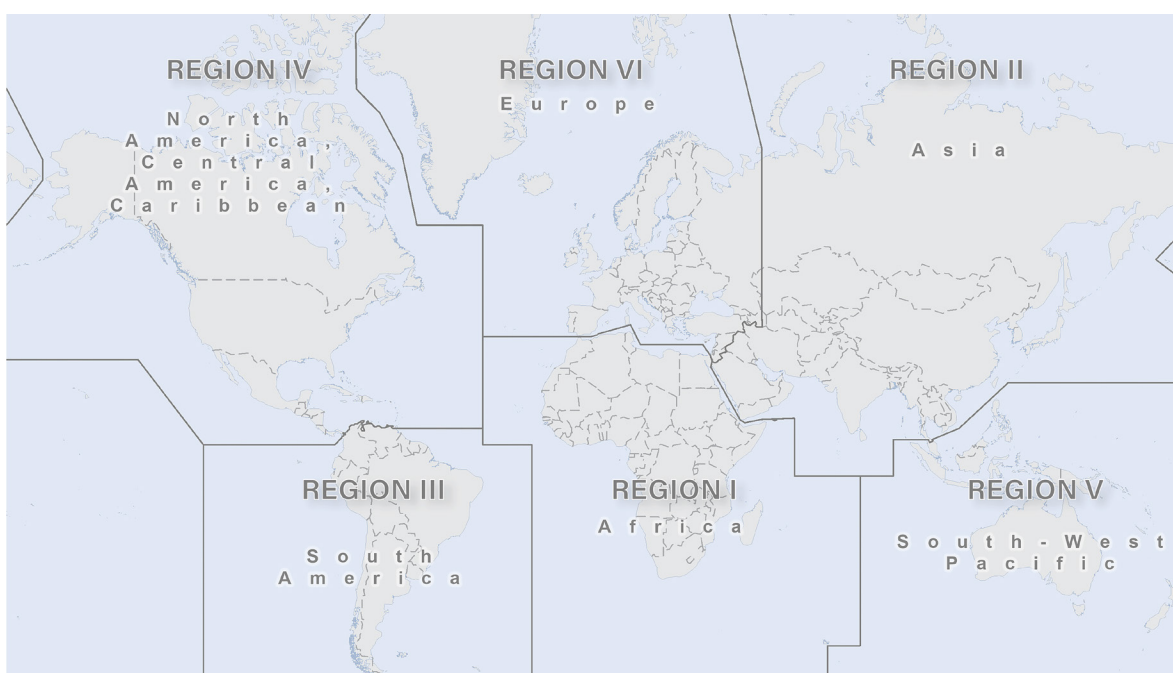 REGION IV
North
America,
Central
America,
Caribbean
REGION VI
Europe
REGION II
Asia
REGION III
South
America
REGION I
Africa
REGION V
South-West
Pacific